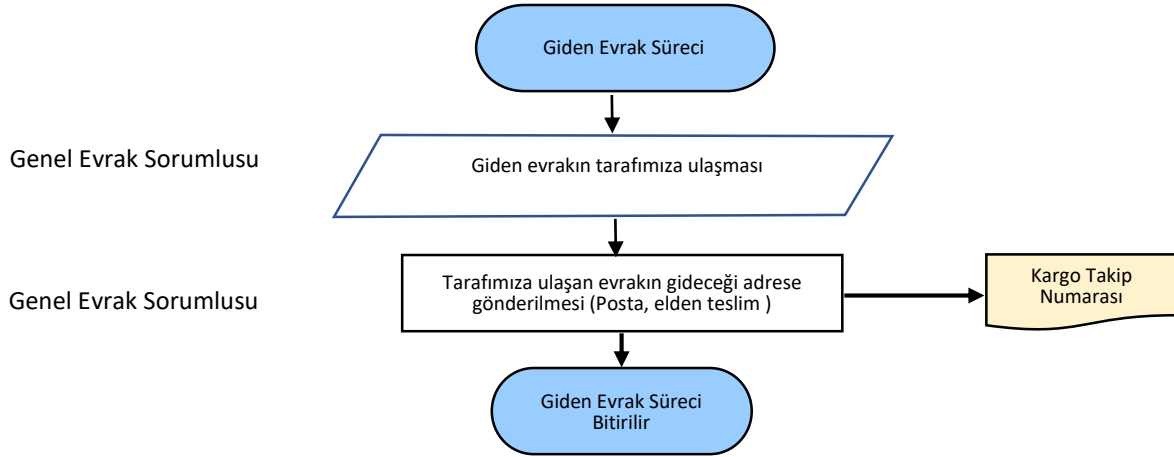 Giden Evrak Süreci
Genel Evrak Sorumlusu
Giden evrakın tarafımıza ulaşması
Genel Evrak Sorumlusu
Tarafımıza ulaşan evrakın gideceği adrese
gönderilmesi (Posta, elden teslim )
Kargo Takip
Numarası
Giden Evrak Süreci
Bitirilir